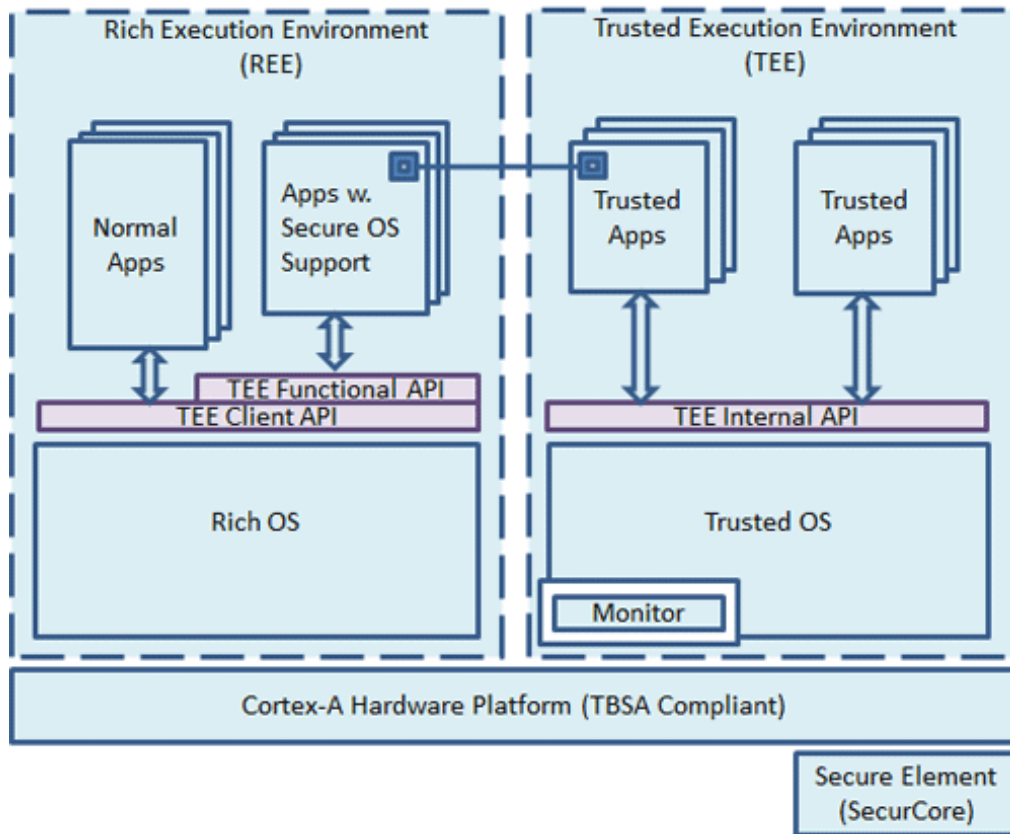 Rich Execution Environment
(REE)
Trusted Execution Environment
(TEE)
Normal
Apps
Apps w.
Secure OS
Support
Trusted
Apps
Trusted
Apps
TEE Functional API
TEE Client API
TEE Internal API
Rich OS
Trusted OS
Monitor
Cortex-A Hardware Platform (TBSA Compliant)
Secure Element
(SecurCore)